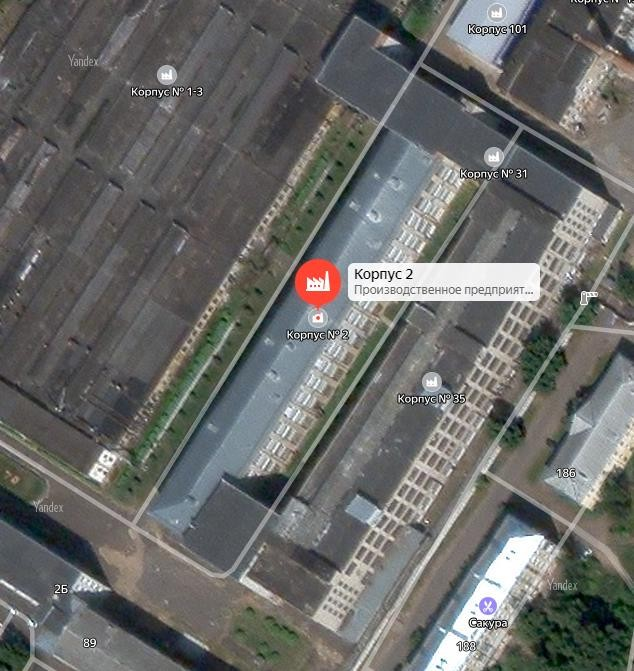 Корпус 101
Yandex
Корпус № 1-3
Корпус № 31
Корпус 2
Производственное предприят...
Корпус № 2
Корпус № 35
186
Yandex
Yandex
2Б
89
Сакура
188